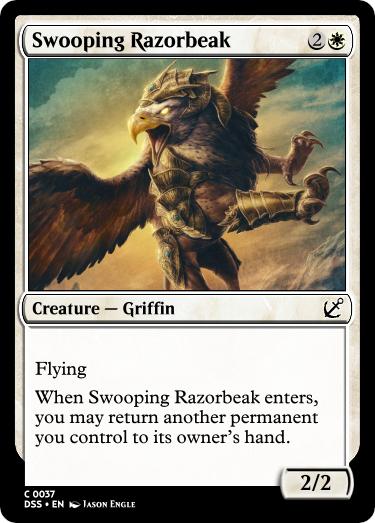 Swooping Razorbeak 2
Creature — Griffin
Flying
When Swooping Razorbeak enters,
you may return another permanent
you control to its owner's hand.
2/2
C 0037
DSS • EN Jason Engle